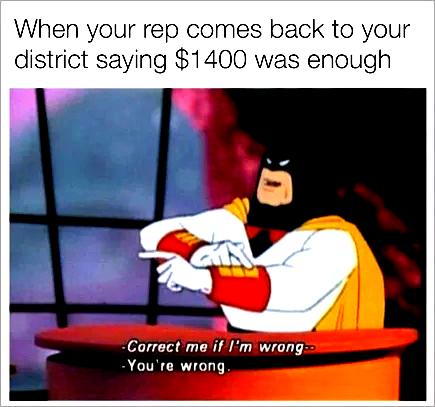 When your rep comes back to your
district saying $1400 was enough
-Correct me if I'm wrong--
-You're wrong.